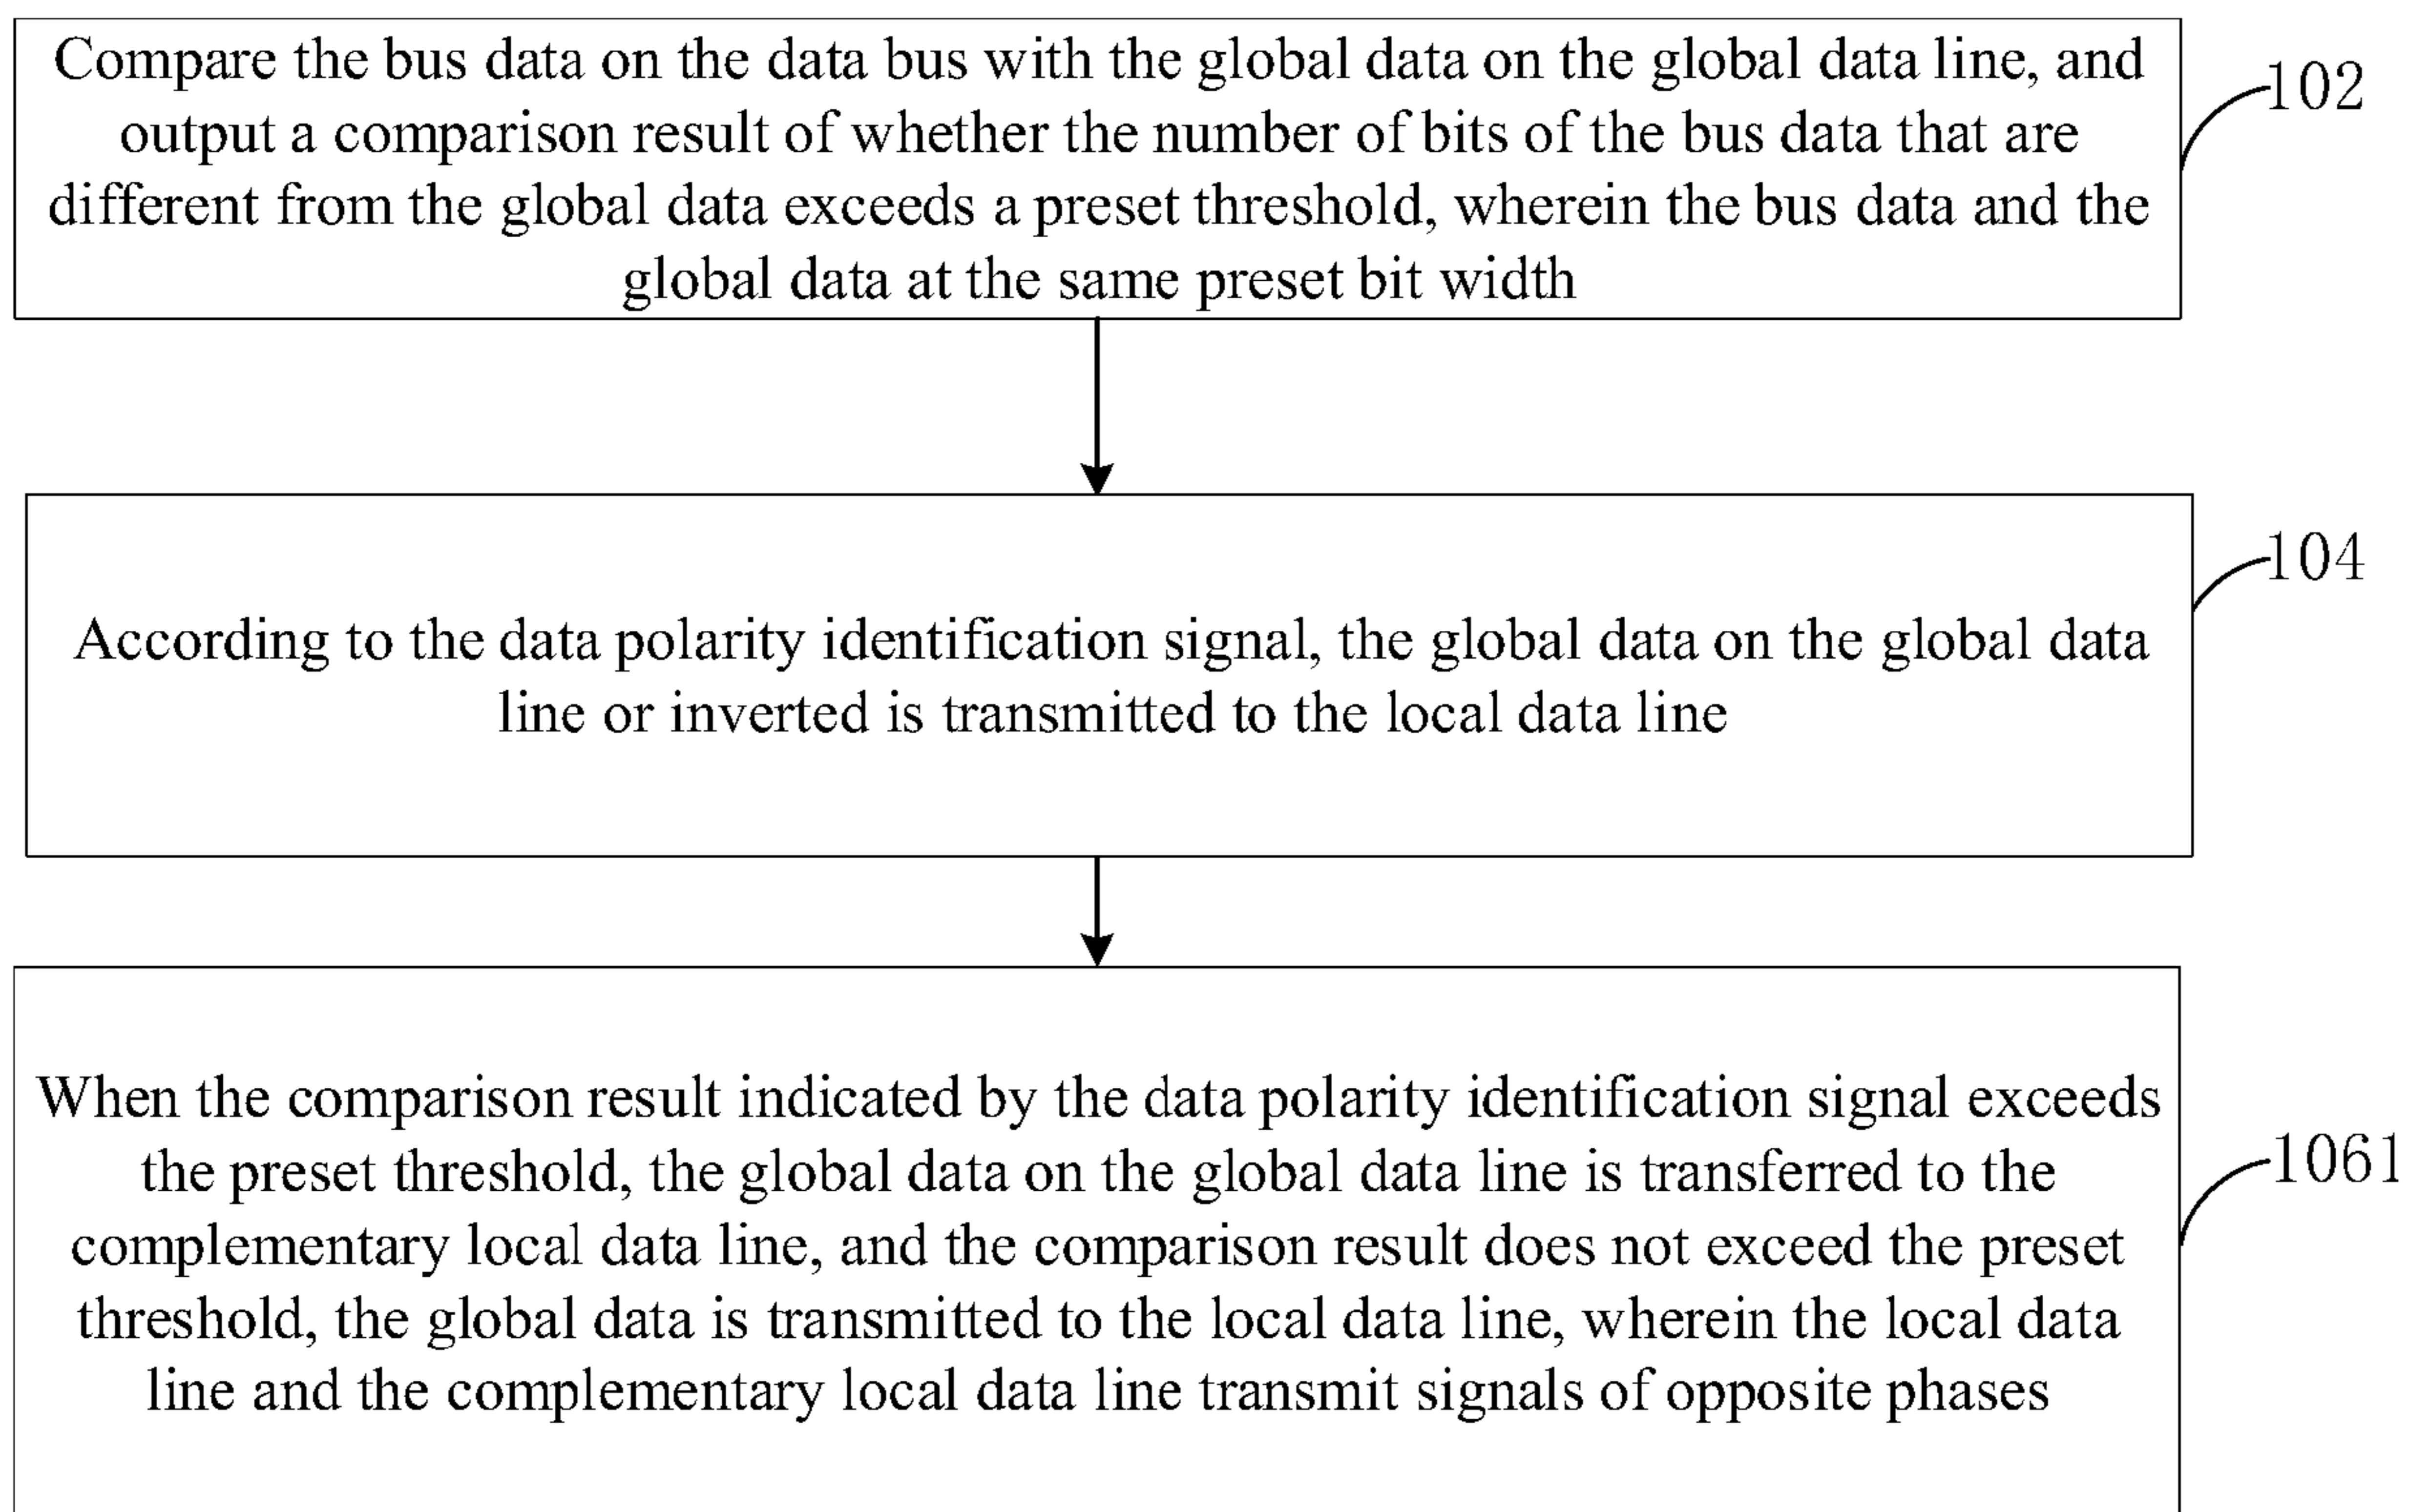 Compare the bus data on the data bus with the global data on the global data line, and
output a comparison result of whether the number of bits of the bus data that are
different from the global data exceeds a preset threshold, wherein the bus data and the
global data at the same preset bit width
102
According to the data polarity identification signal, the global data on the global data
line or inverted is transmitted to the local data line
104
When the comparison result indicated by the data polarity identification signal exceeds
the preset threshold, the global data on the global data line is transferred to the
complementary local data line, and the comparison result does not exceed the preset
threshold, the global data is transmitted to the local data line, wherein the local data
line and the complementary local data line transmit signals of opposite phases
1061